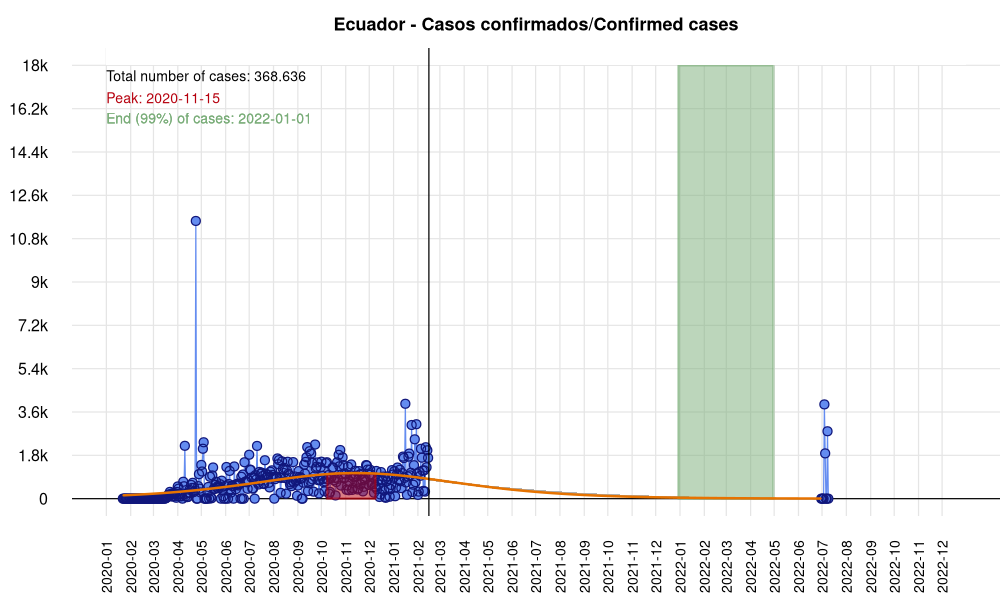 Ecuador - Casos confirmados/Confirmed cases
Total number of cases: 368.636
Peak: 2020-11-15
End (99%) of cases: 2022-01-01
18k
16.2k
14.4k
12.6k
10.8k
9k
7.2k
5.4k
3.6k
1.8k
0
2020-01
2020-02
2020-03
2020-04
2020-05
2020-06
2020-07
2020-08
2020-09
2020-10
2020-11
2020-12
2021-01
2021-02
2021-03
2021-04
2021-05
2021-06
2021-07
2021-08
2021-09
2021-10
2021-11
2021-12
2022-01
2022-02
2022-03
2022-04
2022-05
2022-06
2022-07
2022-08
2022-09
2022-10
2022-11
2022-12